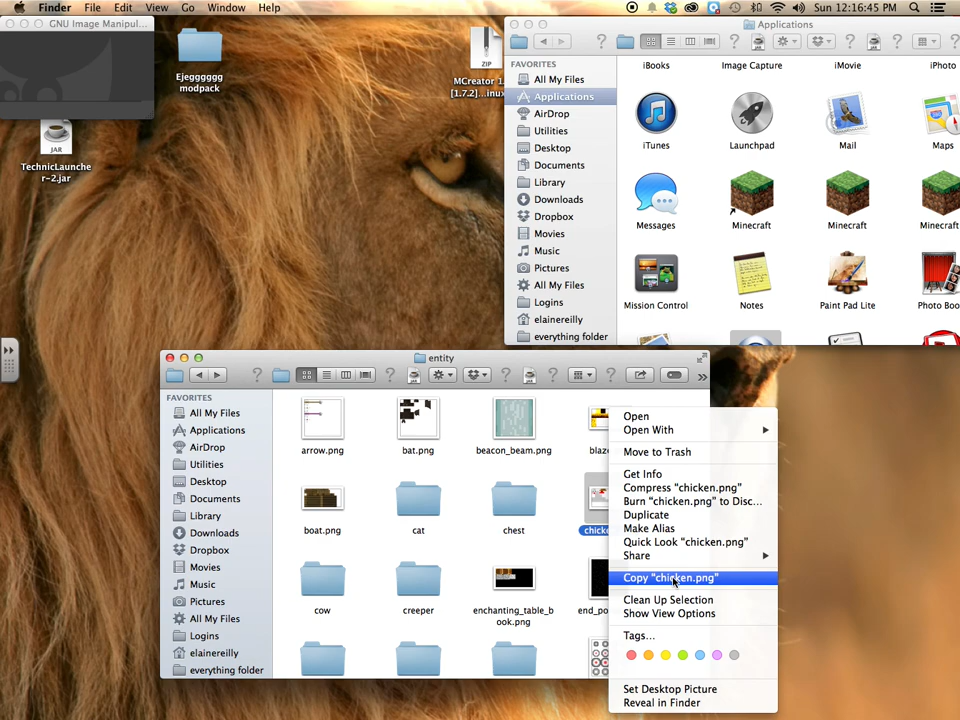 Finder File Edit View Go Window Help
Sun 12:16:45 PM
GNU Image Manipul...
Ejegggggg
modpack
ZIP
MCreator 1.
[1.7.2]...inux
JAR
TechnicLaunche
r-2.jar
Applications
FAVORITES
All My Files
Applications
AirDrop
Utilities
Desktop
Documents
Library
Downloads
Dropbox
Movies
Music
Pictures
All My Files
Logins
elainereilly
everything folder
iBooks
Image Capture
iMovie
iPhoto
iTunes
Launchpad
Mail
Maps
Messages
Minecraft
Minecraft
Minecraft
Mission Control
Notes
Paint Pad Lite
Photo Boo
entity
FAVORITES
All My Files
Applications
AirDrop
Utilities
Desktop
Documents
Library
Downloads
Dropbox
Movies
Music
Pictures
All My Files
Logins
elainereilly
everything folder
arrow.png
bat.png
beacon_beam.png
blaze
boat.png
cat
chest
chicke
cow
creeper
enchanting_table_b
ook.png
end_po
Open
Open With
Move to Trash
Get Info
Compress "chicken.png"
Burn "chicken.png" to Disc...
Duplicate
Make Alias
Quick Look "chicken.png"
Share
Copy "chicken.png"
Clean Up Selection
Show View Options
Tags...
Set Desktop Picture
Reveal in Finder